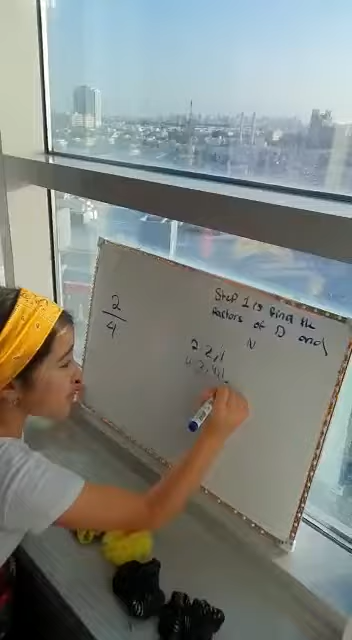 2
4
Step 1 is find the
factors of D and
N
2-2,1
4-2,4,1